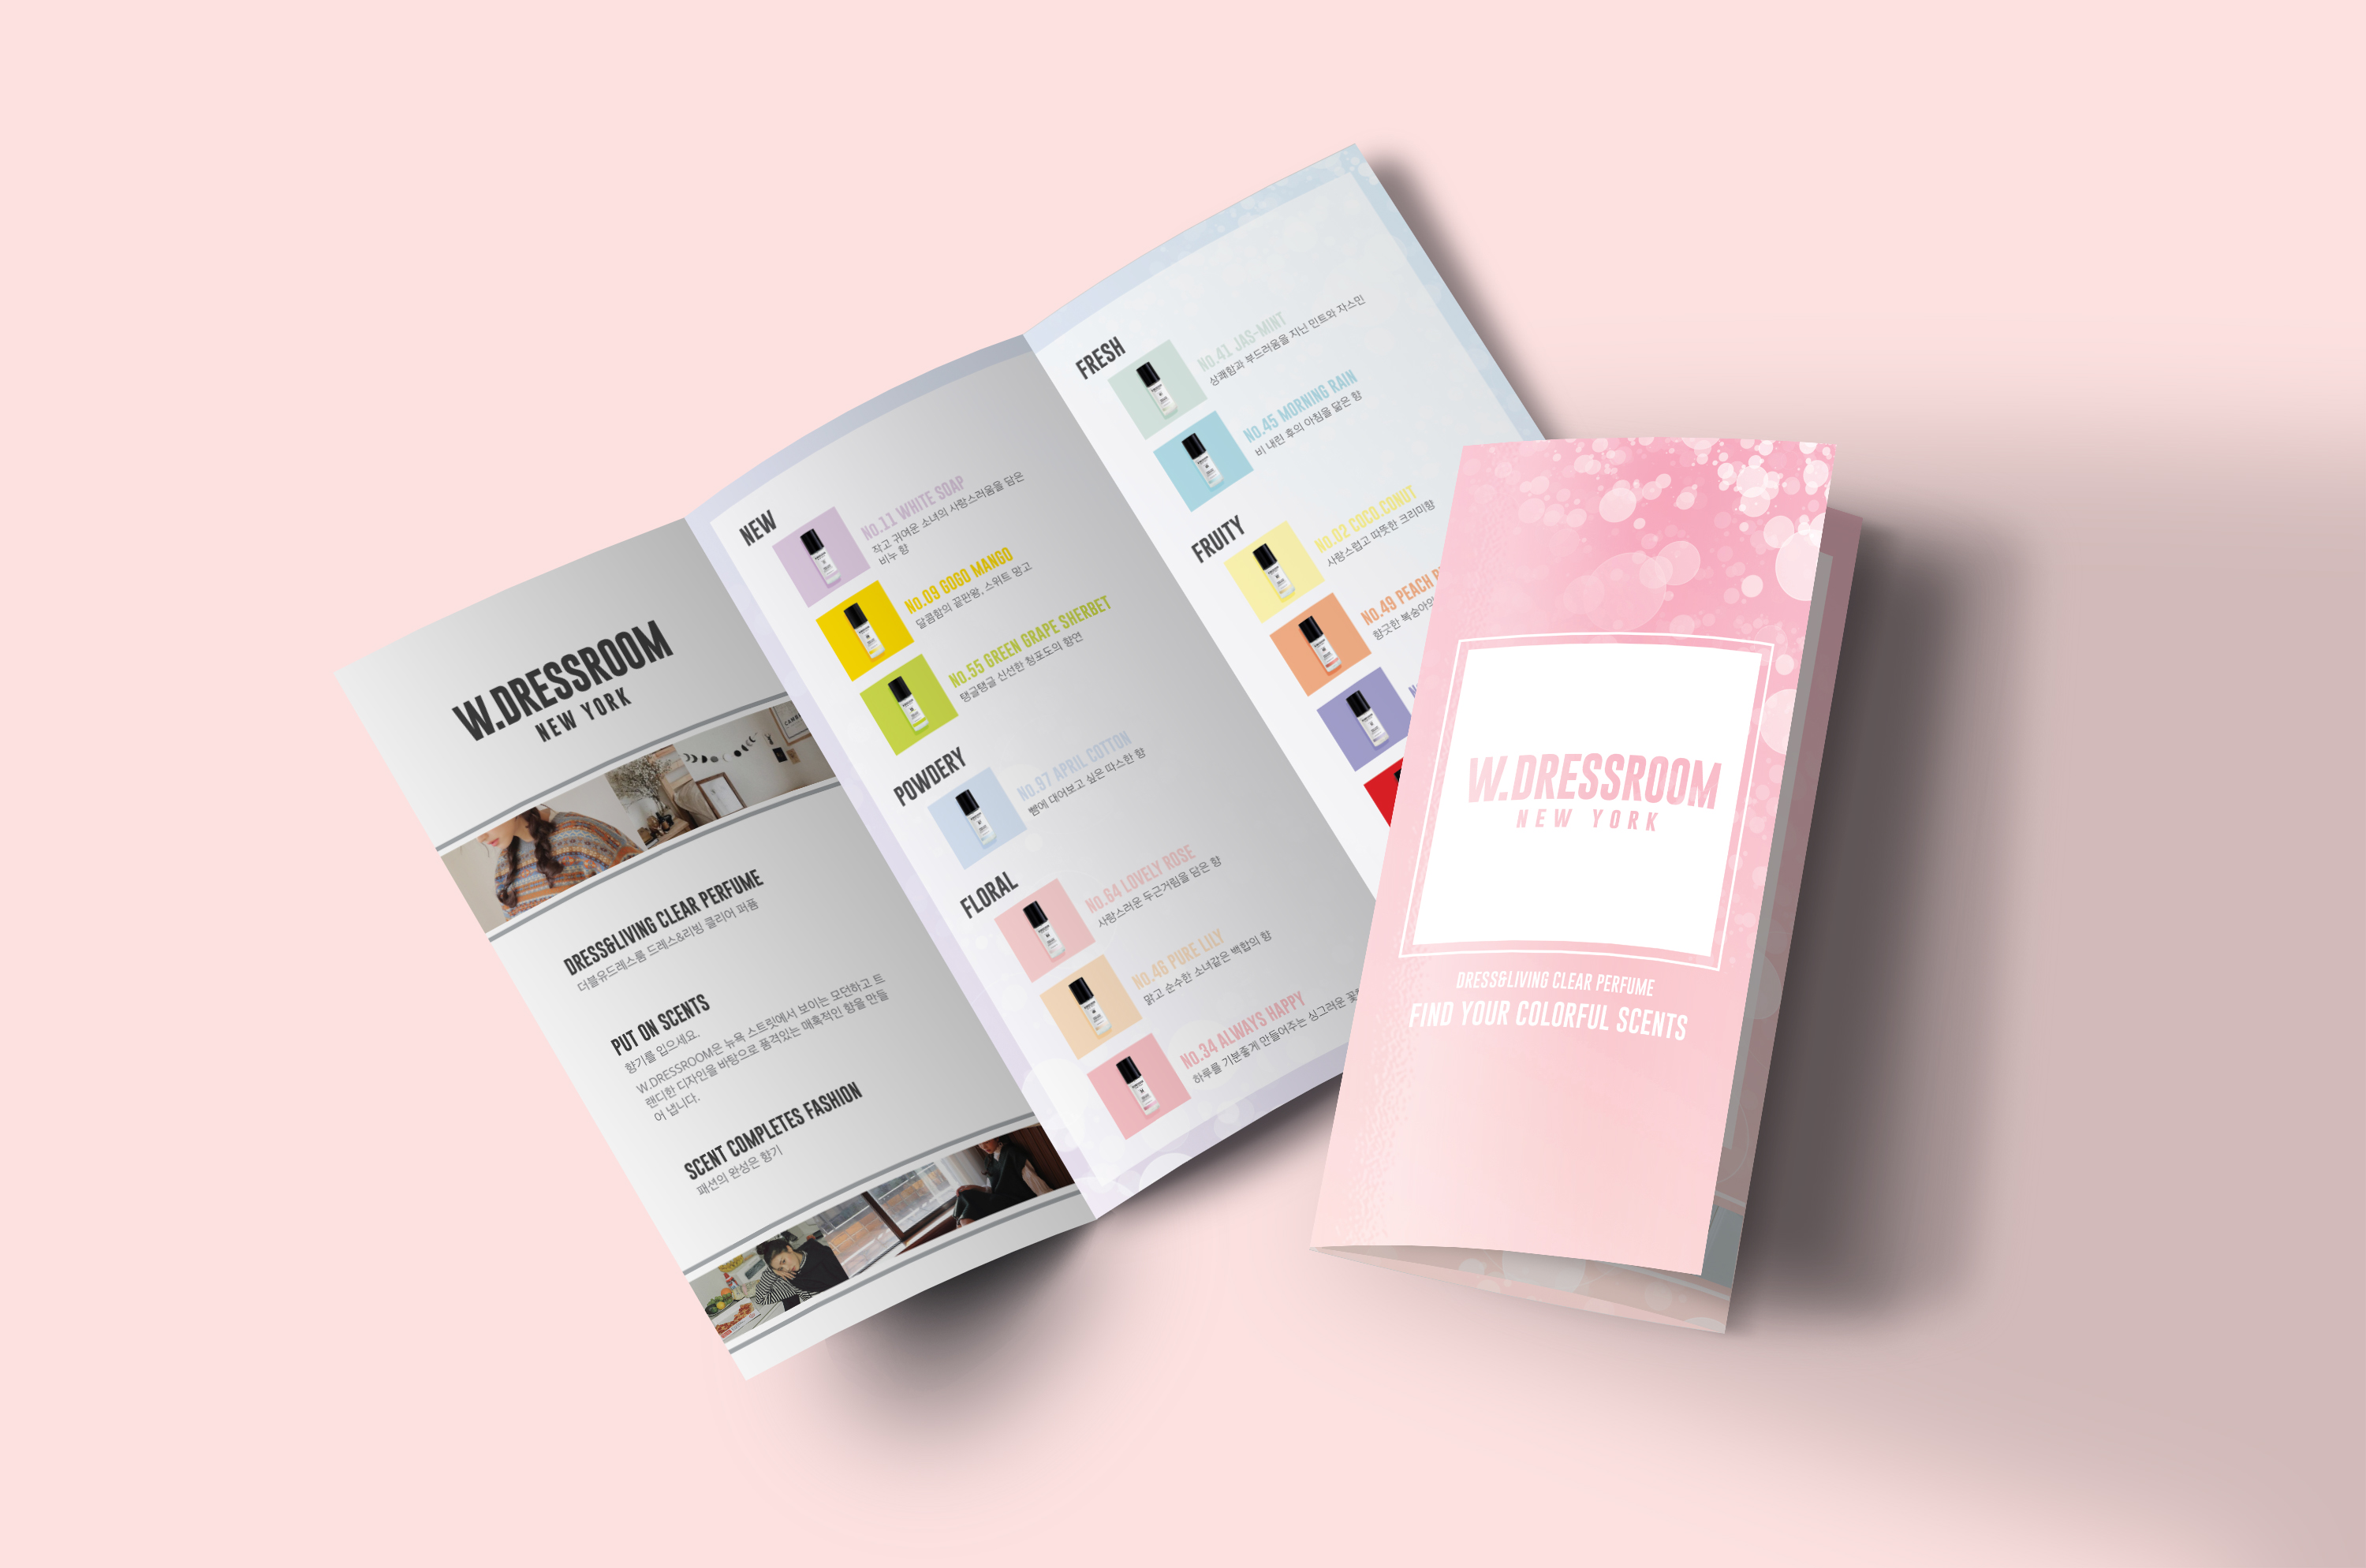 W.DRESSROOM
NEW YORK
DRESS&LIVING CLEAR PERFUME
더블유드레스룸 드레스&리빙 클리어 퍼퓸
PUT ON SCENTS
향기를 입으세요.
W.DRESSROOM은 뉴욕 스트릿에서 보이는 모던하고 트
랜디한 디자인을 바탕으로 품격있는 매혹적인 향을 만들
어 냅니다.
SCENT COMPLETES FASHION
패션의 완성은 향기
NEW
No.11 WHITE SOAP
작고 귀여운 소녀의 사랑스러움을 담은
비누 향
No.09 GOGO MANGO
달콤함의 끝판왕, 스위트 망고
No.55 GREEN GRAPE SHERBET
탱글탱글 신선한 청포도의 향연
POWDERY
No.97 APRIL COTTON
뺨에 대어보고 싶은 따스한 향
FLORAL
No.64 LOVELY ROSE
사랑스러운 두근거림을 담은 향
No.46 PURE LILY
맑고 순수한 소녀같은 백합의 향
No.34 ALWAYS HAPPY
하루를 기분좋게 만들어주는 싱그러운
FRESH
No.41 JAS-MINT
상쾌함과 부드러움을 지닌 민트와 자스민
No.45 MORNING RAIN
비 내린 후의 아침을 닮은 향
FRUITY
No.02 COCO.CONUT
사랑스럽고 따뜻한 크리미향
No.49 PEACH
향긋한 복숭아의
W.DRESSROOM
NEW YORK
DRESS&LIVING CLEAR PERFUME
FIND YOUR COLORFUL SCENTS